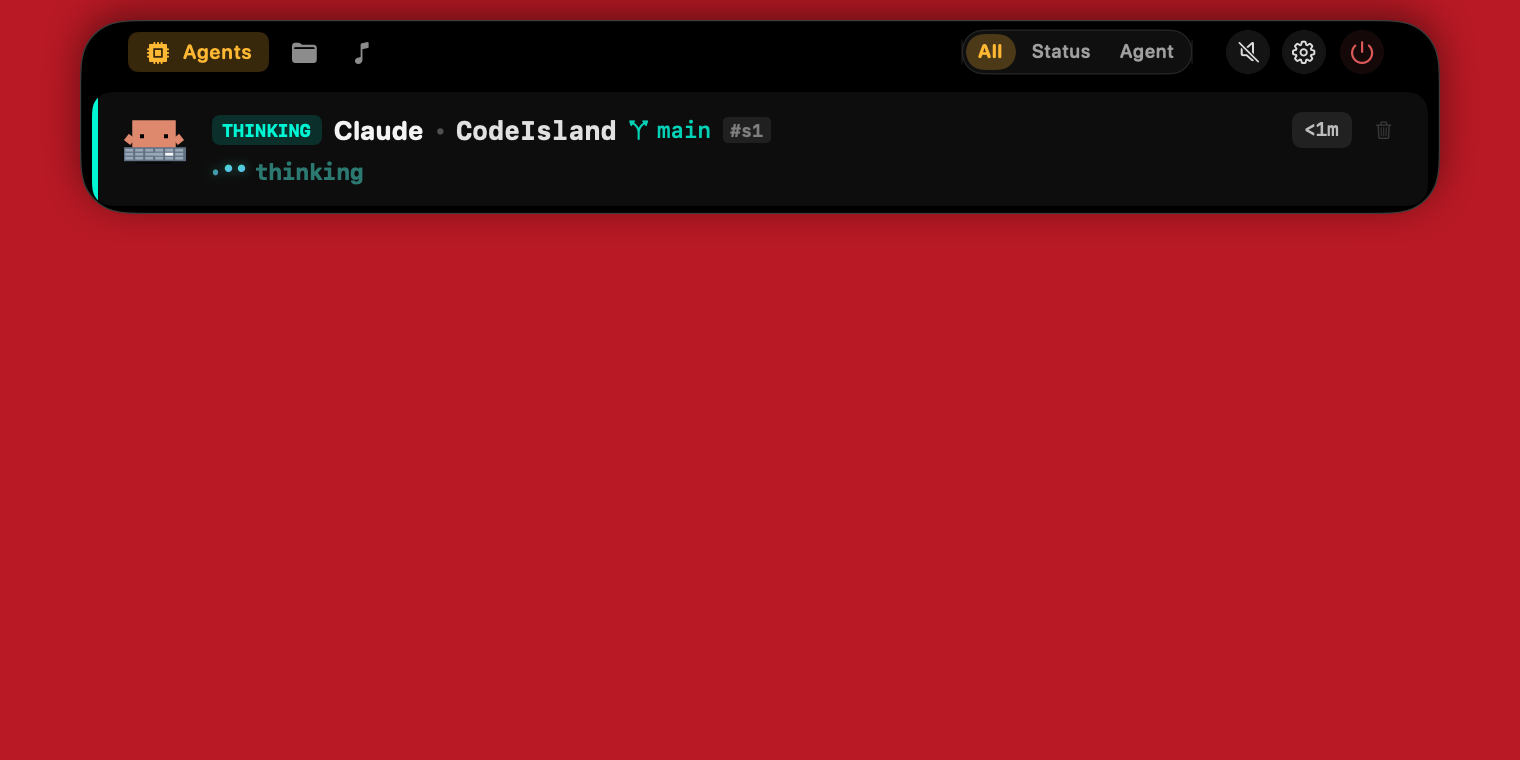 Agents All Status Agent
THINKING Claude • CodeIsland main #s1 <1m
thinking